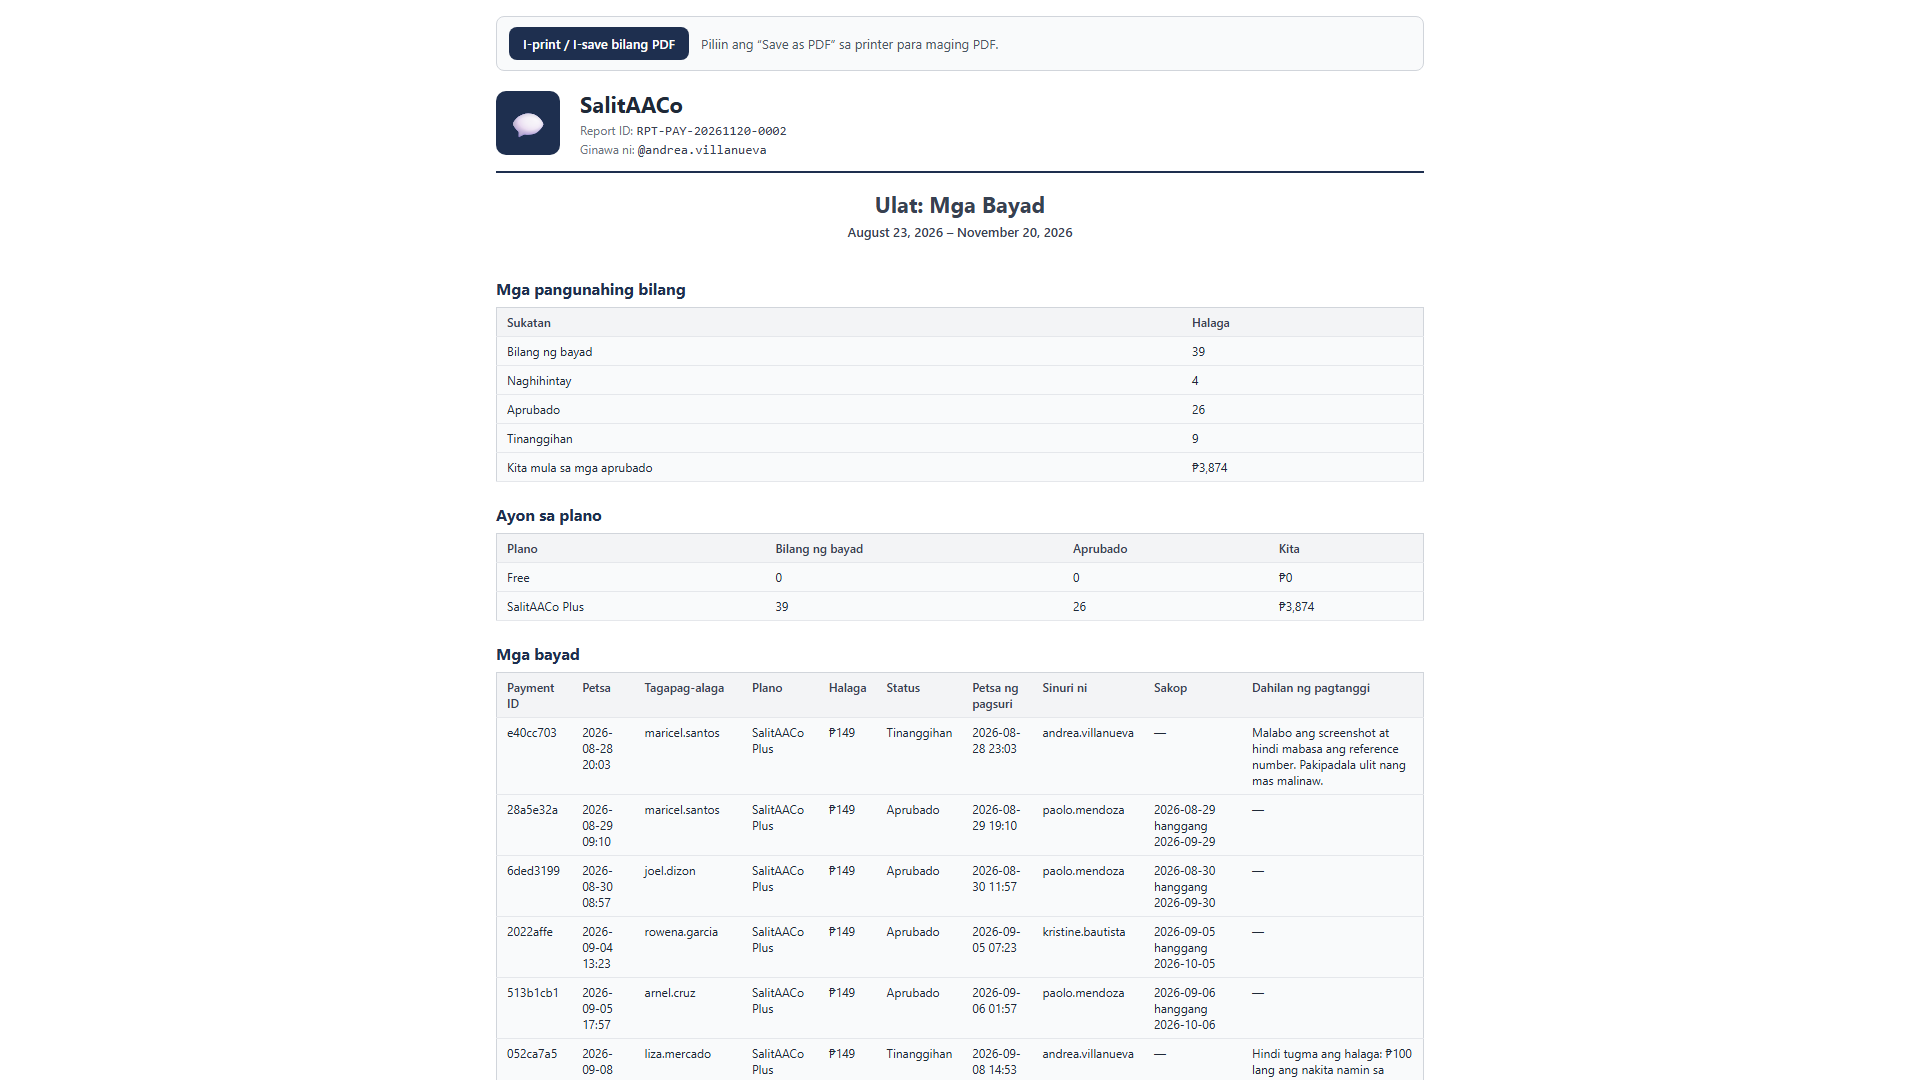 I-print / I-save bilang PDF
Piliin ang “Save as PDF” sa printer para maging PDF.
SalitAACo
Report ID: RPT-PAY-20261120-0002
Ginawa ni: @andrea.villanueva
Ulat: Mga Bayad
August 23, 2026 – November 20, 2026
Mga pangunahing bilang
Sukatan Halaga
Bilang ng bayad 39
Naghihintay 4
Aprubado 26
Tinanggihan 9
Kita mula sa mga aprubado ₱3,874
Ayon sa plano
Plano Bilang ng bayad Aprubado Kita
Free 0 0 ₱0
SalitAACo Plus 39 26 ₱3,874
Mga bayad
Payment Petsa Tagapag-alaga Plano Halaga Status Petsa ng Sinuri ni Sakop Dahilan ng pagtanggi
ID pagsuri
e40cc703 2026- maricel.santos SalitAACo ₱149 Tinanggihan 2026-08- andrea.villanueva — Malabo ang screenshot at
08-28 Plus 28 23:03 hindi mabasa ang reference
20:03 number. Pakipadala ulit nang
mas malinaw.
28a5e32a 2026- maricel.santos SalitAACo ₱149 Aprubado 2026-08- paolo.mendoza 2026-08-29 —
08-29 Plus 29 19:10 hanggang
09:10 2026-09-29
6ded3199 2026- joel.dizon SalitAACo ₱149 Aprubado 2026-08- paolo.mendoza 2026-08-30 —
08-30 Plus 30 11:57 hanggang
08:57 2026-09-30
2022affe 2026- rowena.garcia SalitAACo ₱149 Aprubado 2026-09- kristine.bautista 2026-09-05 —
09-04 Plus 05 07:23 hanggang
13:23 2026-10-05
513b1cb1 2026- arnel.cruz SalitAACo ₱149 Aprubado 2026-09- paolo.mendoza 2026-09-06 —
09-05 Plus 06 01:57 hanggang
17:57 2026-10-06
052ca7a5 2026- liza.mercado SalitAACo ₱149 Tinanggihan 2026-09- andrea.villanueva — Hindi tugma ang halaga: ₱100
09-08 Plus 08 14:53 lang ang nakita namin sa